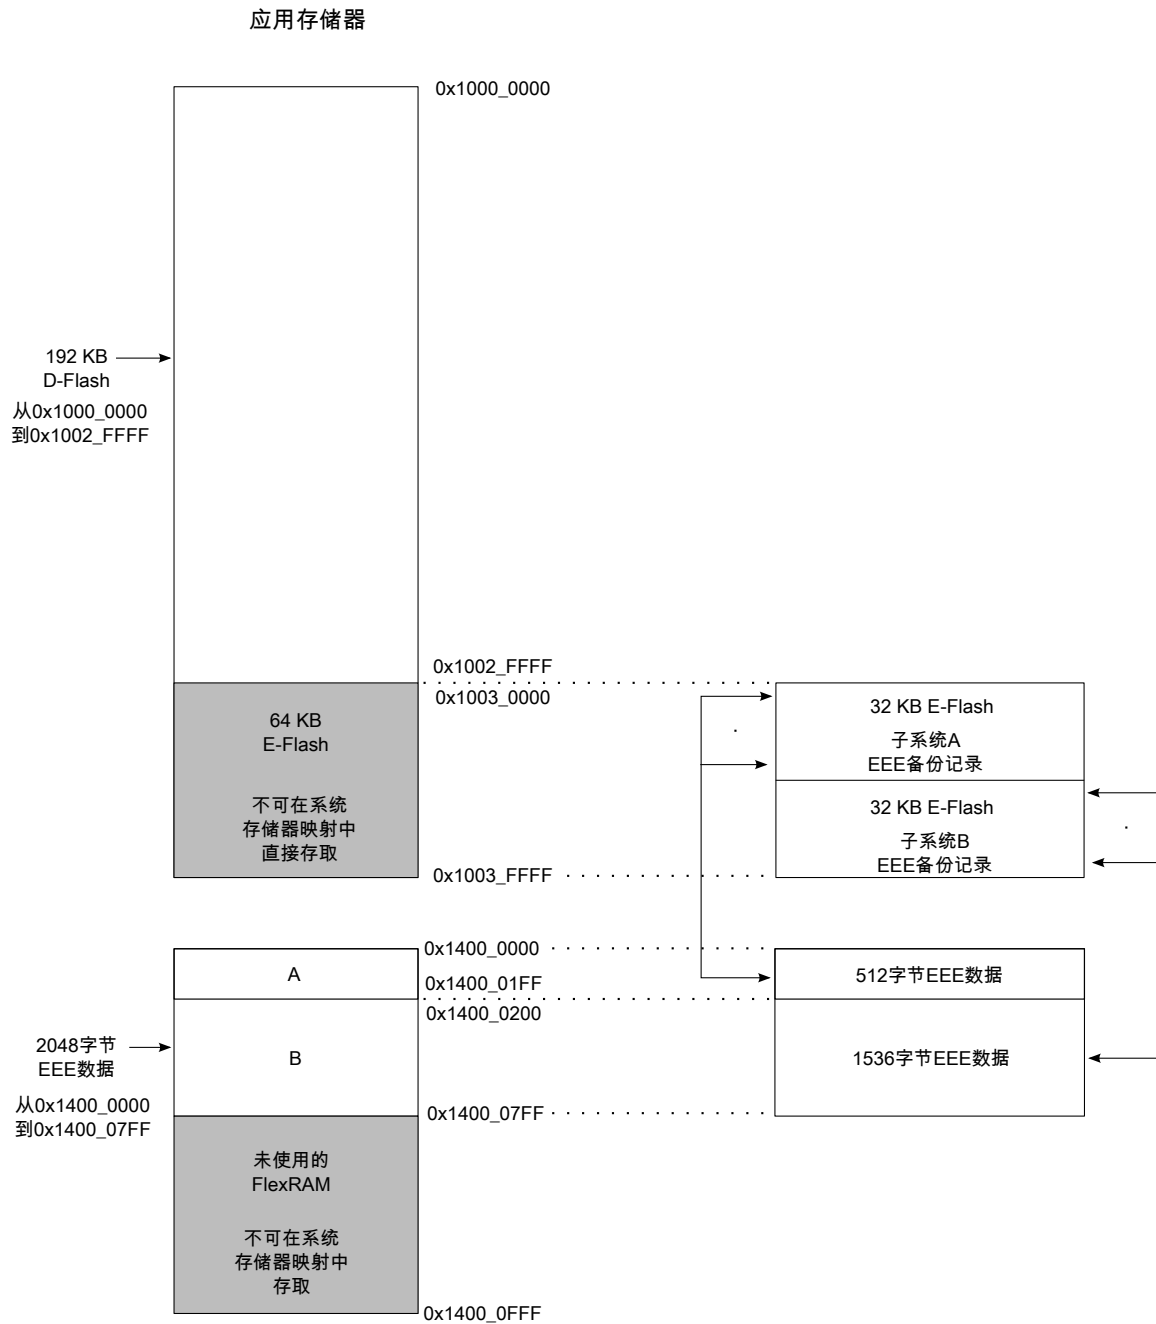 应用存储器
0x1000_0000
192 KB
D-Flash
从0x1000_0000
到0x1002_FFFF
0x1002_FFFF
0x1003_0000
64 KB
E-Flash
不可在系统
存储器映射中
直接存取
0x1003_FFFF
32 KB E-Flash
子系统A
EEE备份记录
32 KB E-Flash
子系统B
EEE备份记录
0x1400_0000
A
0x1400_01FF
0x1400_0200
512字节EEE数据
2048字节
EEE数据
从0x1400_0000
到0x1400_07FF
B
1536字节EEE数据
0x1400_07FF
未使用的
FlexRAM
不可在系统
存储器映射中
存取
0x1400_0FFF